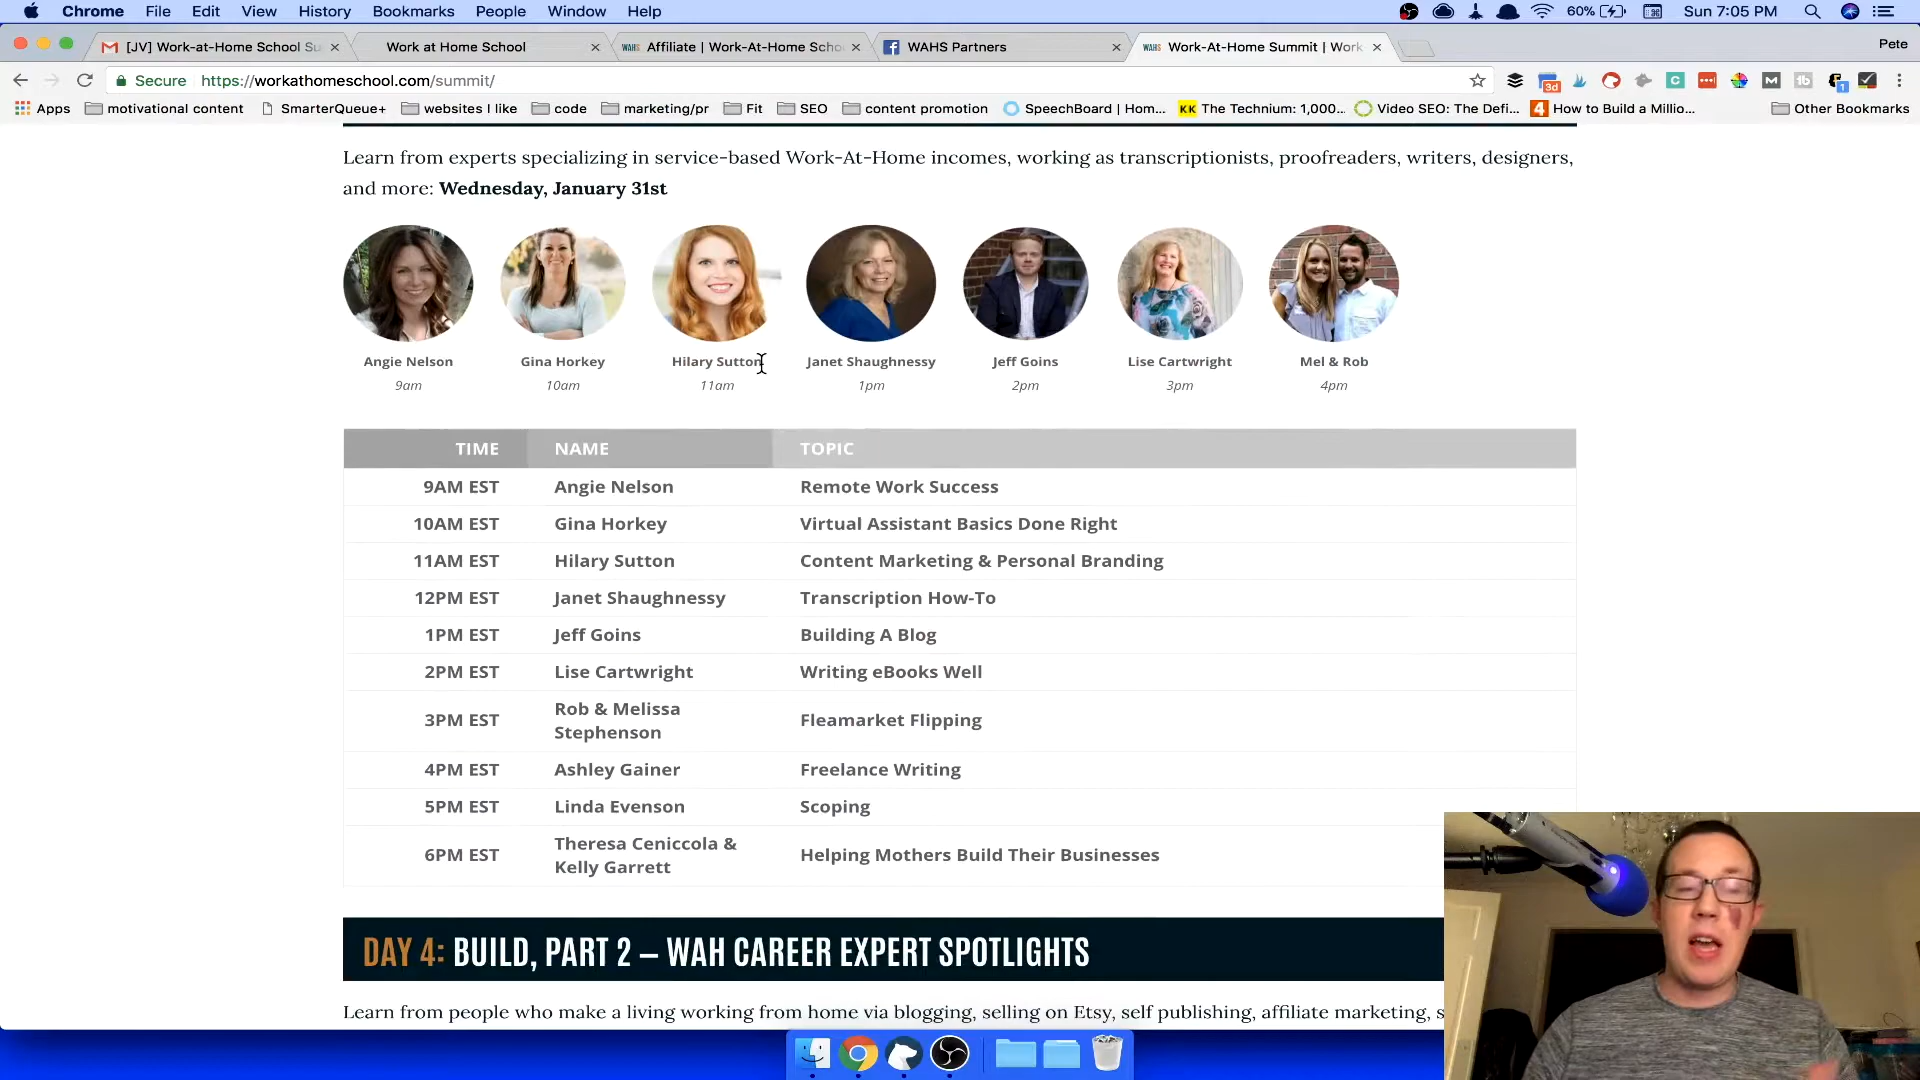 Chrome File Edit View History Bookmarks People Window Help 60% Sun 7:05 PM
[JV] Work-at-Home School Su Work at Home School Affiliate | Work-At-Home Scho WAHS Partners Work-At-Home Summit | Work Pete
Secure https://workathomeschool.com/summit/
Apps motivational content SmarterQueue+ websites I like code marketing/pr Fit SEO content promotion SpeechBoard | Hom... The Technium: 1,000... Video SEO: The Defi... How to Build a Millio... Other Bookmarks
Learn from experts specializing in service-based Work-At-Home incomes, working as transcriptionists, proofreaders, writers, designers,
and more: Wednesday, January 31st
Angie Nelson Gina Horkey Hilary Sutton Janet Shaughnessy Jeff Goins Lise Cartwright Mel & Rob
9am 10am 11am 1pm 2pm 3pm 4pm
TIME NAME TOPIC
9AM EST Angie Nelson Remote Work Success
10AM EST Gina Horkey Virtual Assistant Basics Done Right
11AM EST Hilary Sutton Content Marketing & Personal Branding
12PM EST Janet Shaughnessy Transcription How-To
1PM EST Jeff Goins Building A Blog
2PM EST Lise Cartwright Writing eBooks Well
3PM EST Rob & Melissa Stephenson Fleamarket Flipping
4PM EST Ashley Gainer Freelance Writing
5PM EST Linda Evenson Scoping
6PM EST Theresa Ceniccola & Kelly Garrett Helping Mothers Build Their Businesses
DAY 4: BUILD, PART 2 – WAH CAREER EXPERT SPOTLIGHTS
Learn from people who make a living working from home via blogging, selling on Etsy, self publishing, affiliate marketing, s